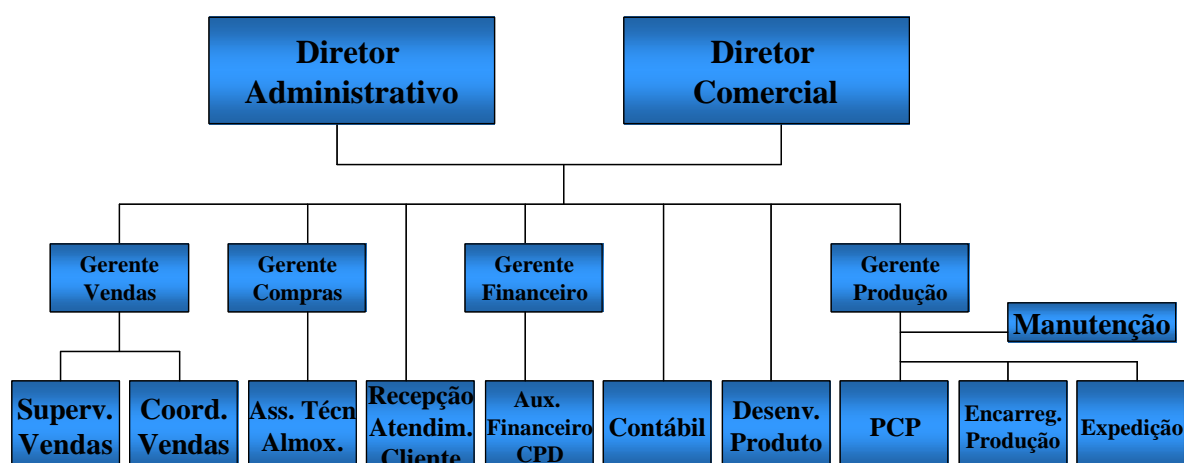 Diretor
Administrativo
Diretor
Comercial
Gerente
Vendas
Gerente
Compras
Gerente
Financeiro
Gerente
Produção
Manutenção
Superv.
Vendas
Coord.
Vendas
Ass. Técn
Almox.
Recepção
Atendim.
Cliente
Aux.
Financeiro
CPD
Contábil
Desenv.
Produto
PCP
Encarreg.
Produção
Expedição